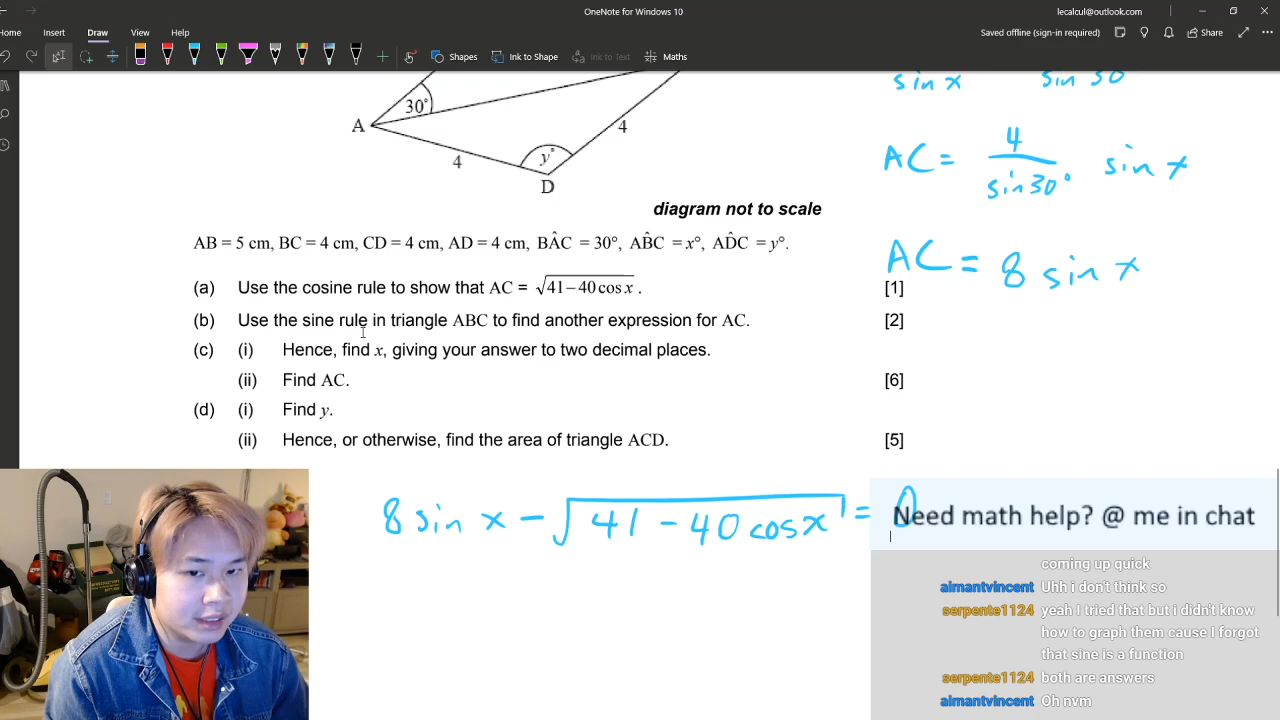 OneNote for Windows 10
lecalcul@outlook.com
Home Insert Draw View Help
Saved offline (sign-in required)
Share
Shapes
Ink to Shape
Ink to Text
Maths
sin x sin 30
30°
A
4
4
y°
D
AC = 4 / sin30° sin x
diagram not to scale
AB = 5 cm, BC = 4 cm, CD = 4 cm, AD = 4 cm, BÂC = 30°, AB̂C = x°, AD̂C = y°.
AC = 8 sin x
(a) Use the cosine rule to show that AC = √41−40 cos x . [1]
(b) Use the sine rule in triangle ABC to find another expression for AC. [2]
(c) (i) Hence, find x, giving your answer to two decimal places.
(ii) Find AC. [6]
(d) (i) Find y.
(ii) Hence, or otherwise, find the area of triangle ACD. [5]
8 sin x − √41 − 40 cosx = 0
Need math help? @ me in chat
coming up quick
aimantvincent Uhh i don't think so
serpente1124 yeah I tried that but i didn't know
how to graph them cause I forgot
that sine is a function
serpente1124 both are answers
aimantvincent Oh nvm